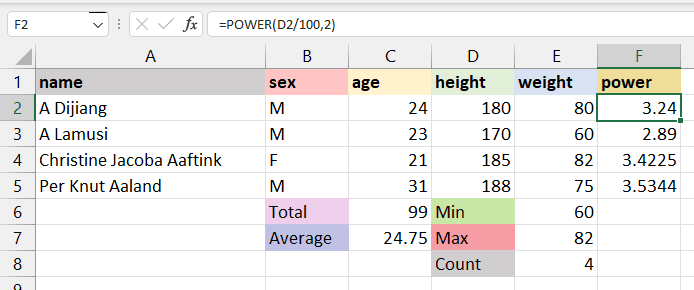 F2 fx =POWER(D2/100,2)
A B C D E F
1 name sex age height weight power
2 A Dijiang M 24 180 80 3.24
3 A Lamusi M 23 170 60 2.89
4 Christine Jacoba Aaftink F 21 185 82 3.4225
5 Per Knut Aaland M 31 188 75 3.5344
6 Total 99 Min 60
7 Average 24.75 Max 82
8 Count 4
9